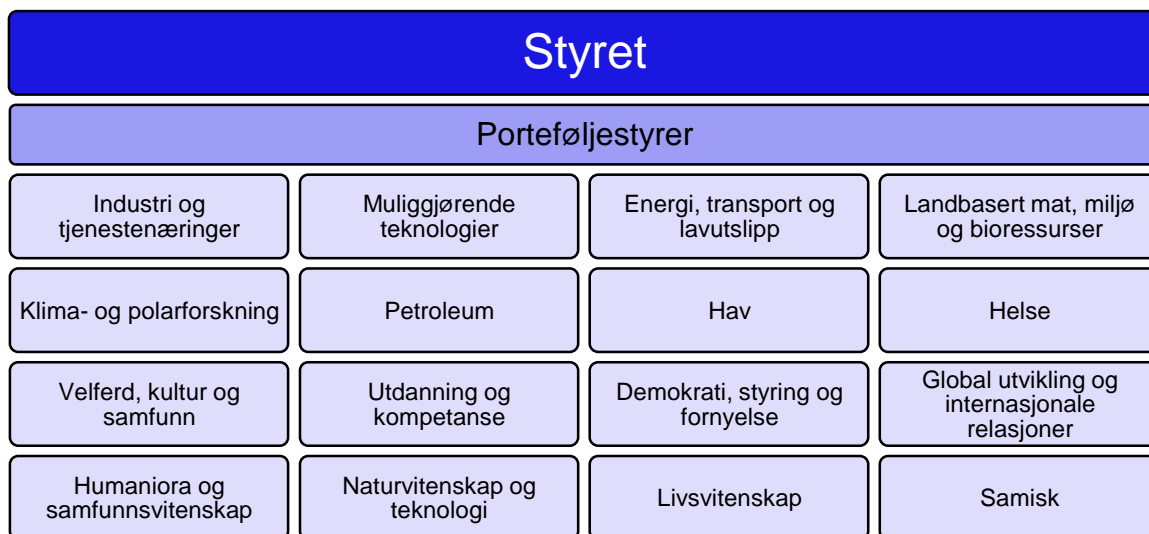 Styret
Porteføljestyrer
Industri og
tjenestenæringer
Muliggjørende
teknologier
Energi, transport og
lavutslipp
Landbasert mat, miljø
og bioressurser
Klima- og polarforskning
Petroleum
Hav
Helse
Velferd, kultur og
samfunn
Utdanning og
kompetanse
Demokrati, styring og
fornyelse
Global utvikling og
internasjonale
relasjoner
Humaniora og
samfunnsvitenskap
Naturvitenskap og
teknologi
Livsvitenskap
Samisk